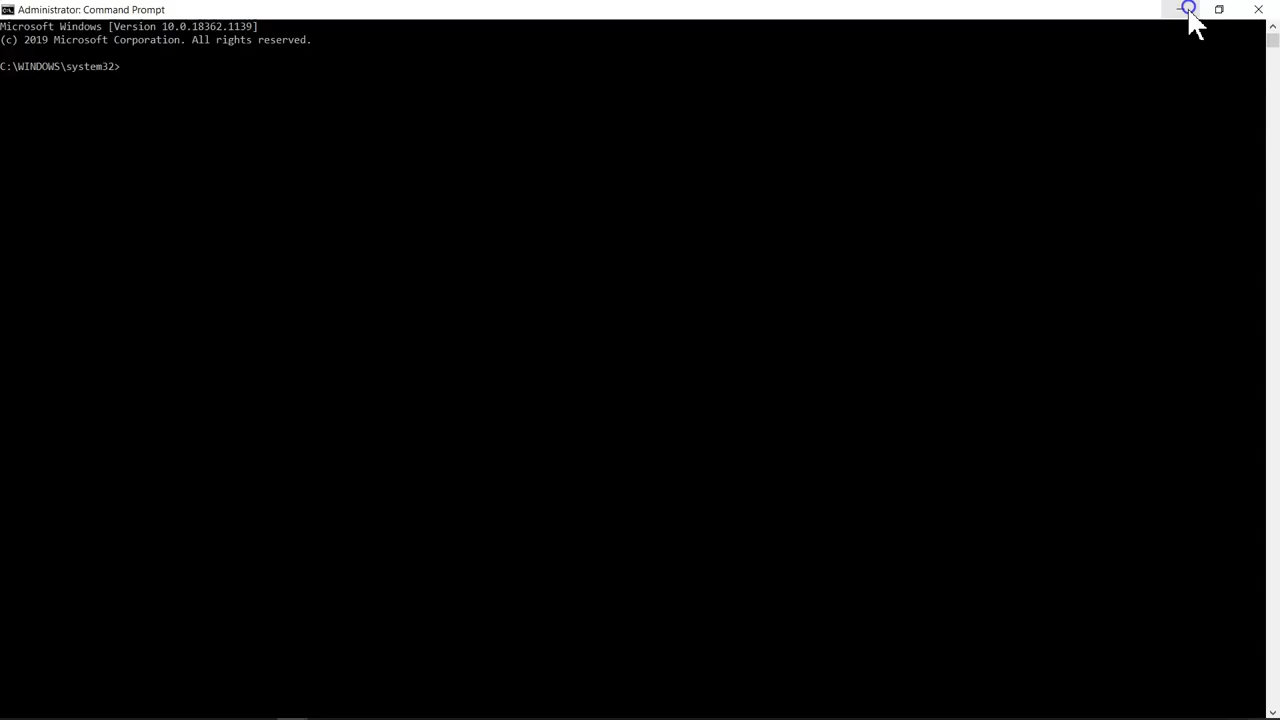 Administrator: Command Prompt
Microsoft Windows [Version 10.0.18362.1139]
(c) 2019 Microsoft Corporation. All rights reserved.
C:\WINDOWS\system32>